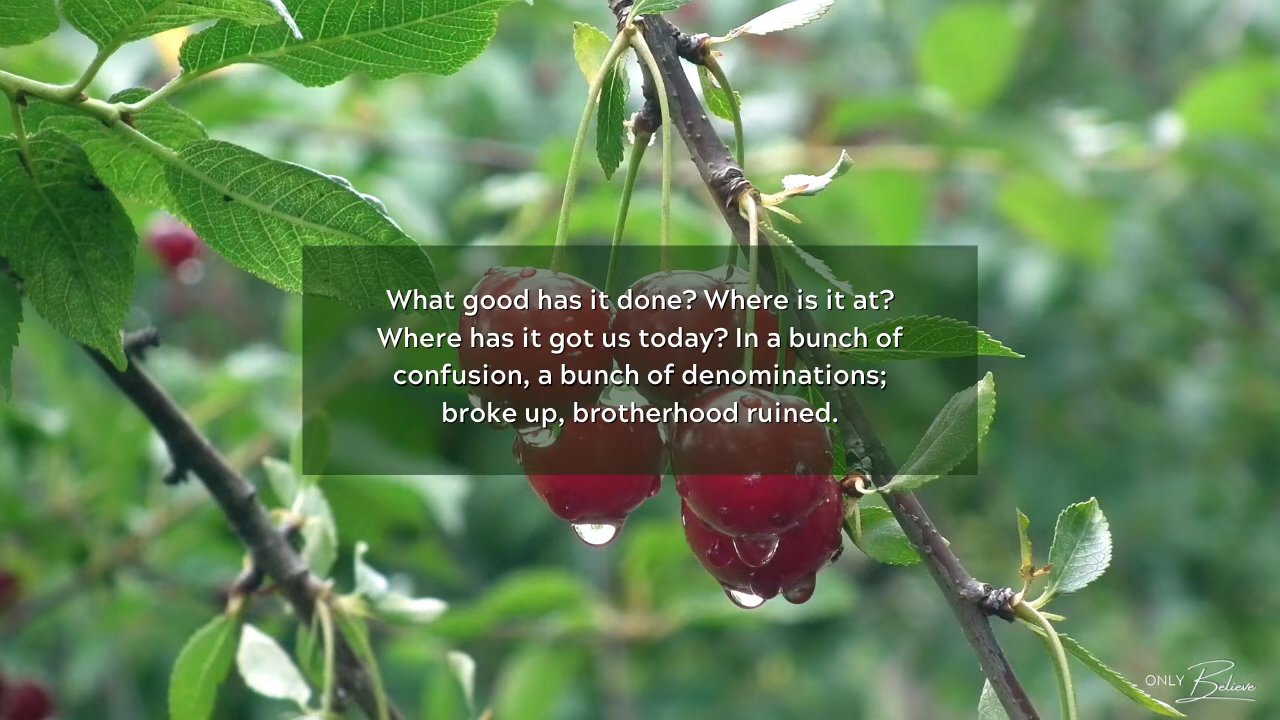 What good has it done? Where is it at?
Where has it got us today? In a bunch of
confusion, a bunch of denominations;
broke up, brotherhood ruined.
ONLY Believe